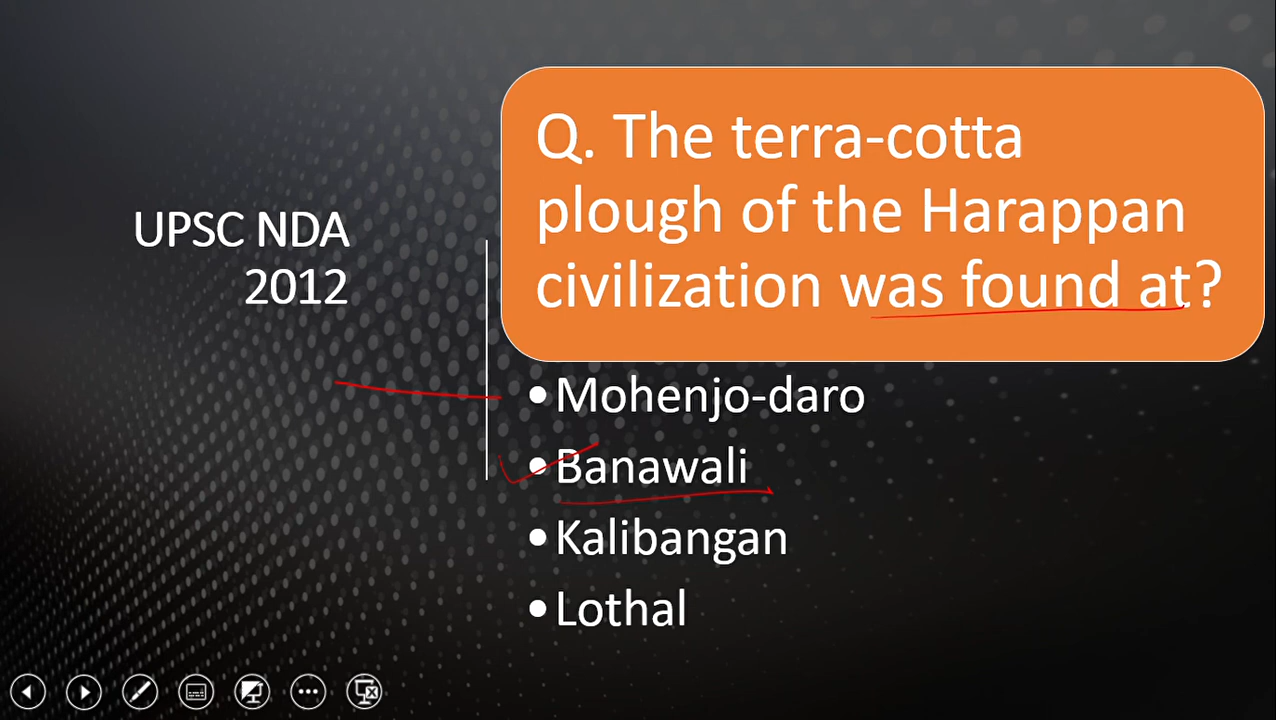 UPSC NDA
2012
Q. The terra-cotta
plough of the Harappan
civilization was found at?
•Mohenjo-daro
•Banawali
•Kalibangan
•Lothal